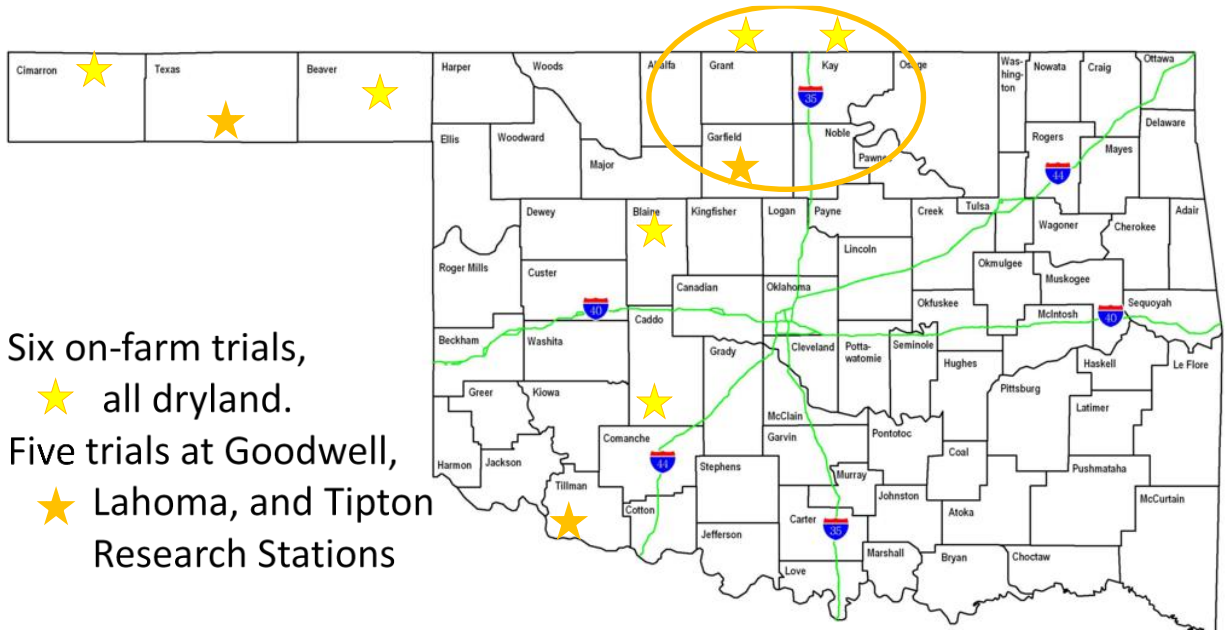 Cimarron
Texas
Beaver
Harper
Woods
Alfalfa
Grant
Kay
Osage
Was-
hing-
ton
Nowata
Craig
Ottawa
35
Ellis
Woodward
Major
Garfield
Noble
Pawnee
Rogers
Mayes
Delaware
44
Dewey
Blaine
Kingfisher
Logan
Payne
Creek
Tulsa
Wagoner
Cherokee
Adair
Lincoln
Roger Mills
Custer
Canadian
Oklahoma
Okmulgee
Muskogee
Okfuskee
McIntosh
Sequoyah
40
40
Beckham
Washita
Caddo
Grady
Cleveland
Potta-
watomie
Seminole
Hughes
Haskell
Le Flore
Six on-farm trials,
all dryland.
Five trials at Goodwell,
Lahoma, and Tipton
Research Stations
Greer
Kiowa
McClain
Pittsburg
Latimer
Comanche
Garvin
Pontotoc
Harmon
Jackson
44
Stephens
Murray
Coal
Pushmataha
Tillman
Cotton
Carter
35
Johnston
Atoka
McCurtain
Jefferson
Love
Marshall
Bryan
Choctaw